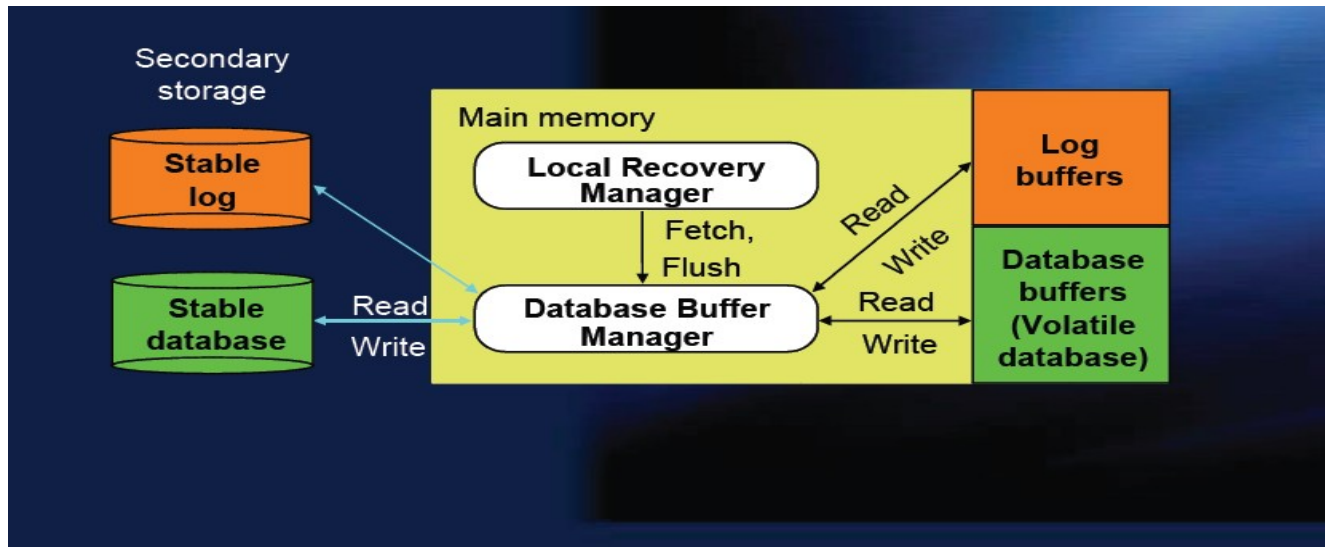 Secondary
storage
Stable
log
Stable
database
Read
Write
Main memory
Local Recovery
Manager
Fetch,
Flush
Database Buffer
Manager
Read
Write
Read
Write
Log
buffers
Database
buffers
(Volatile
database)